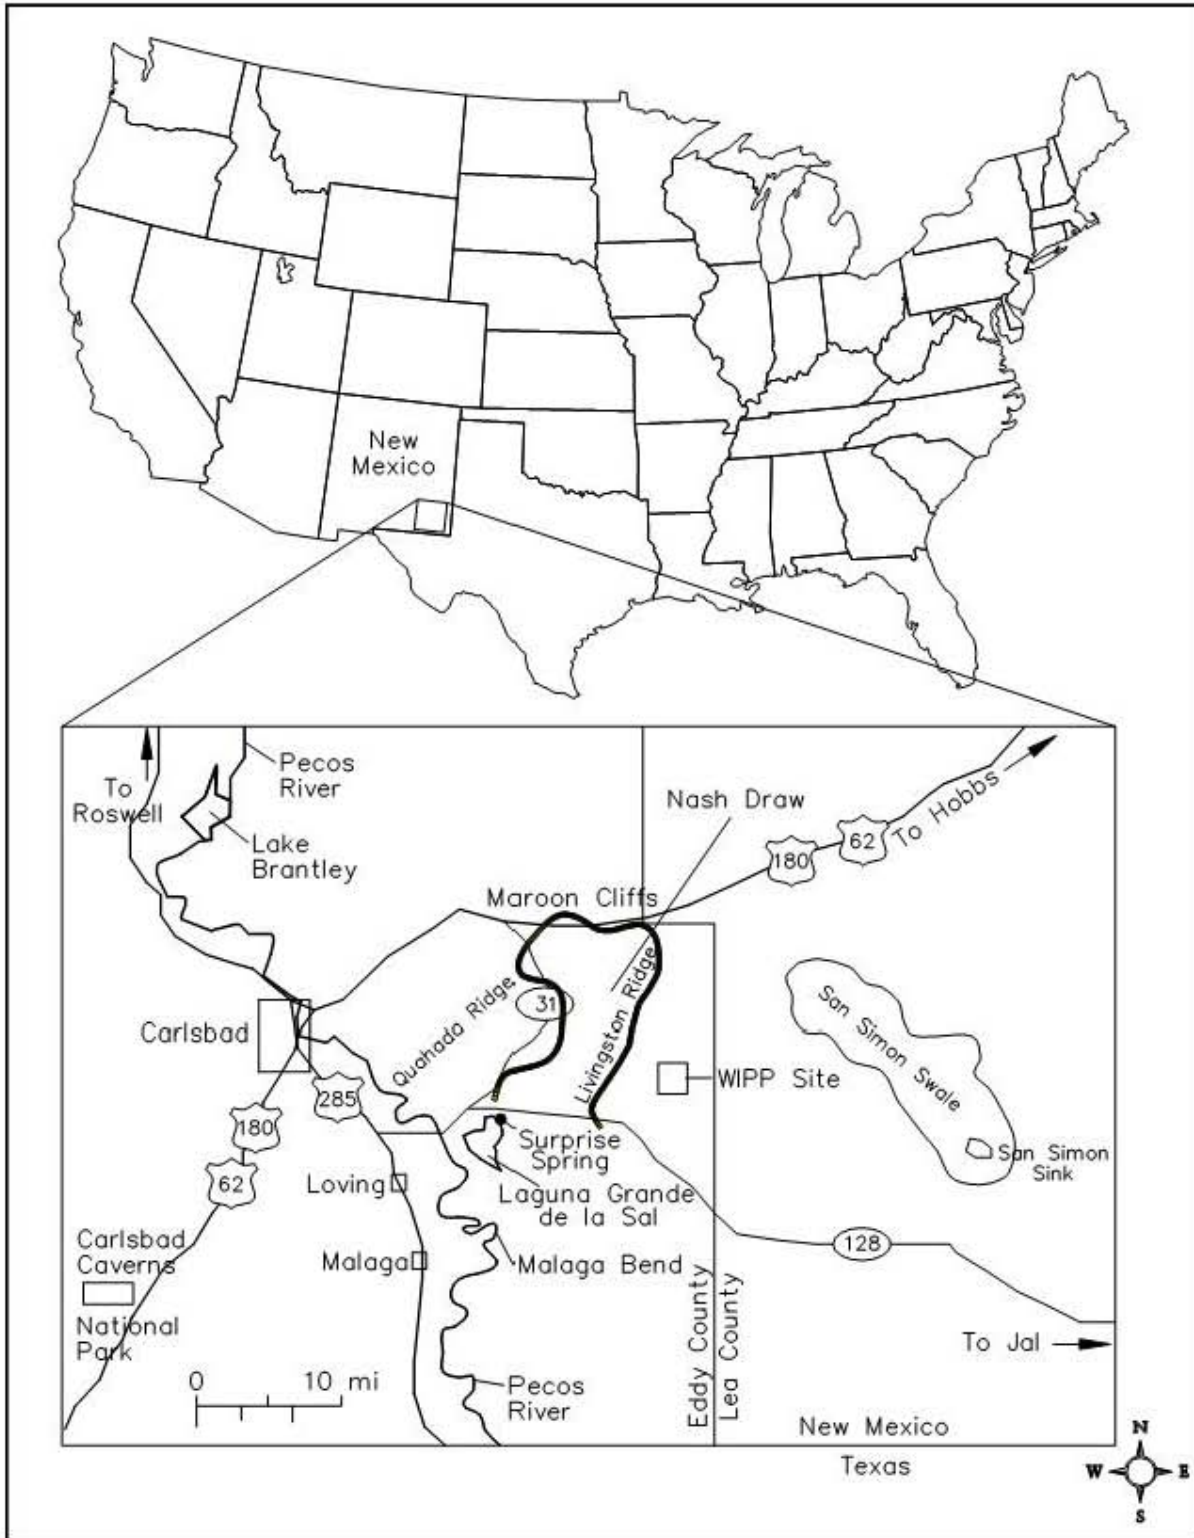 New
Mexico
Pecos
River
To
Roswell
Lake
Brantley
Nash Draw
To Hobbs
62
180
Maroon Cliffs
Quahada Ridge
31
Livingston Ridge
San Simon Swale
Carlsbad
WIPP Site
285
180
62
Surprise
Spring
San Simon
Sink
Loving
Laguna Grande
de la Sal
Carlsbad
Caverns
National
Park
Malaga
Malaga Bend
128
Eddy County
Lea County
To Jal
0 10 mi
Pecos
River
New Mexico
Texas
N
W E
S